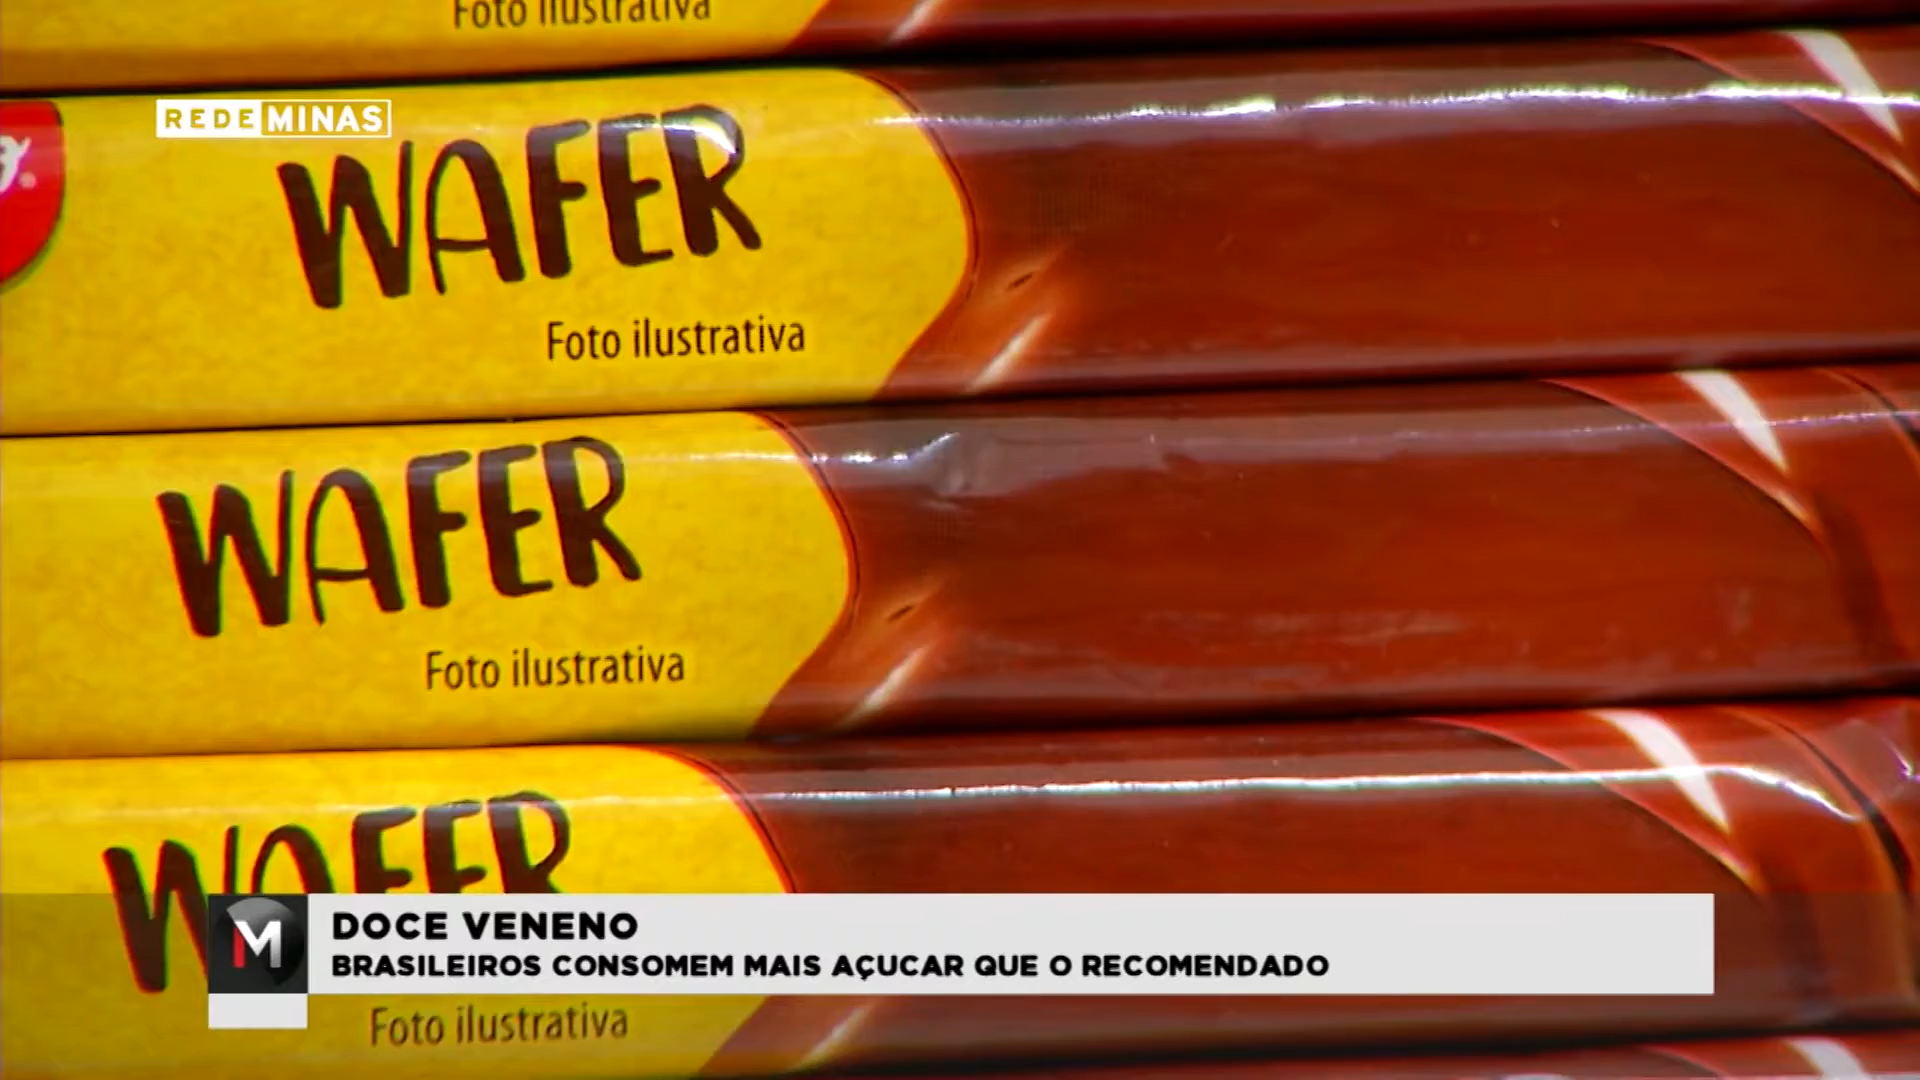 Foto ilustrativa
REDE MINAS
WAFER
Foto ilustrativa
WAFER
Foto ilustrativa
WAFER
M
DOCE VENENO
BRASILEIROS CONSOMEM MAIS AÇUCAR QUE O RECOMENDADO
Foto ilustrativa